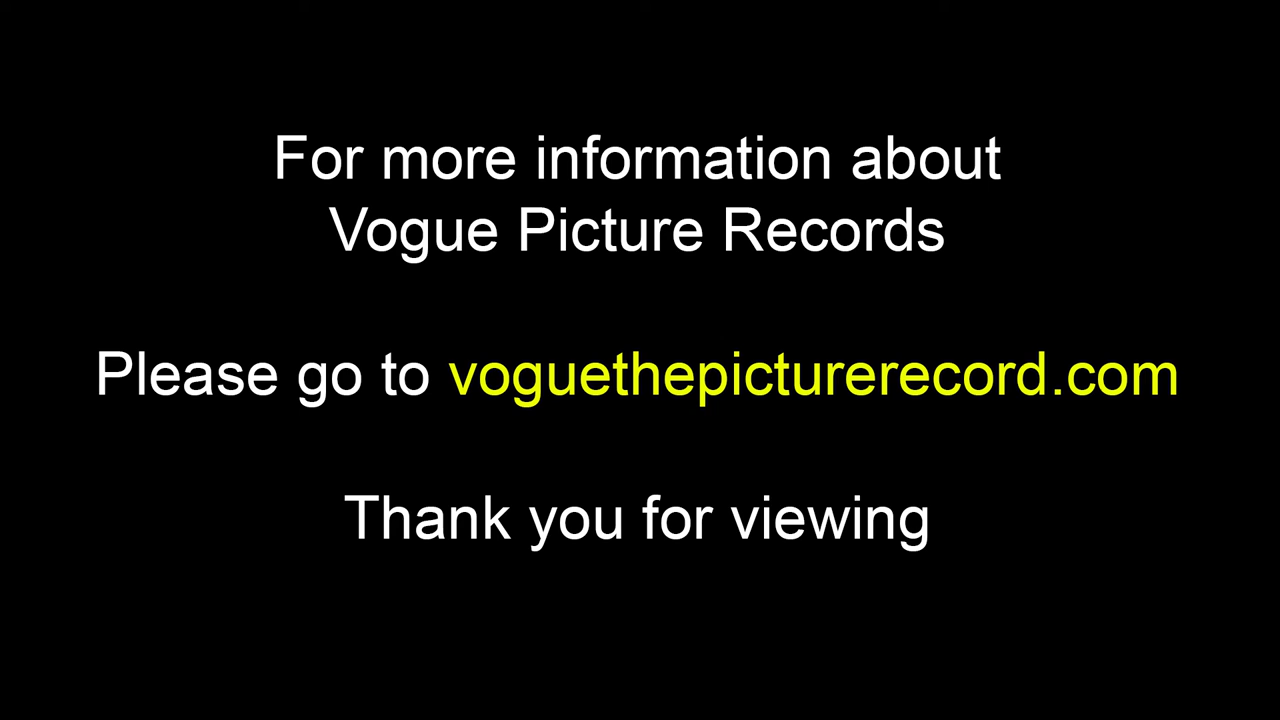 For more information about
Vogue Picture Records
Please go to voguethepicturerecord.com
Thank you for viewing